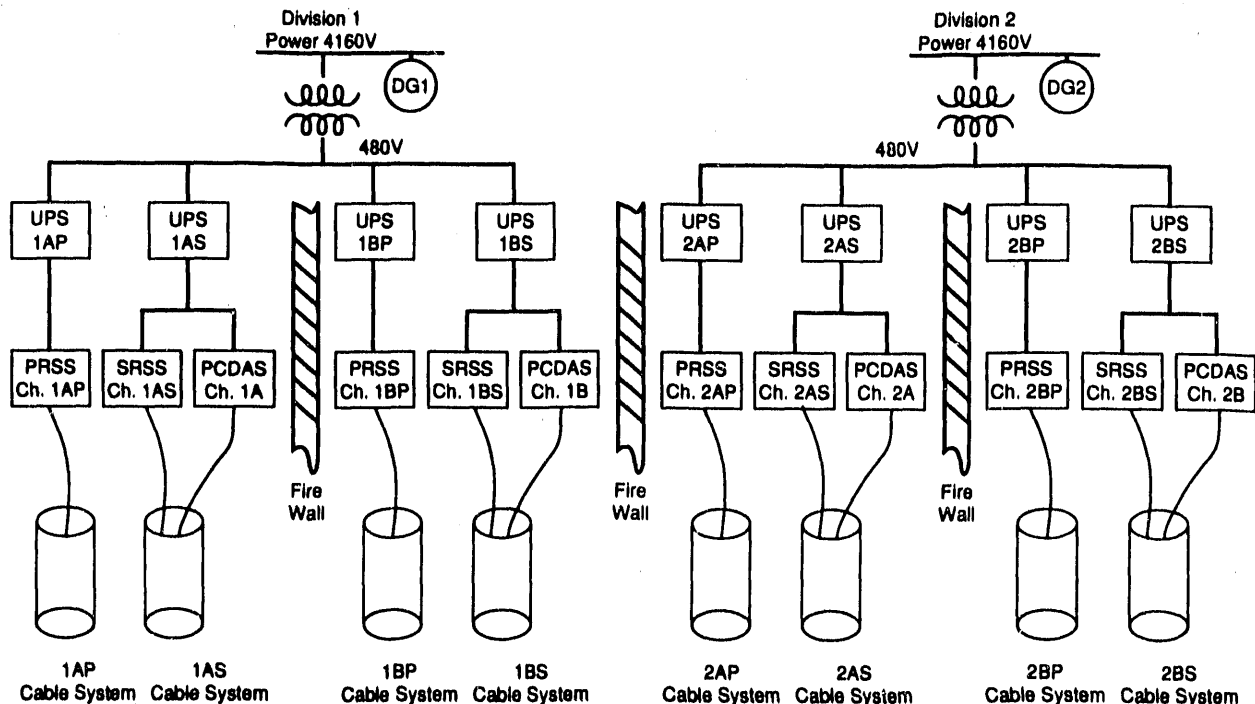 Division 1
Power 4160V
Division 2
Power 4160V
DG1
DG2
480V
480V
UPS
1AP
UPS
1AS
UPS
1BP
UPS
1BS
UPS
2AP
UPS
2AS
UPS
2BP
UPS
2BS
PRSS
Ch. 1AP
SRSS
Ch. 1AS
PCDAS
Ch. 1A
PRSS
Ch. 1BP
SRSS
Ch. 1BS
PCDAS
Ch. 1B
PRSS
Ch. 2AP
SRSS
Ch. 2AS
PCDAS
Ch. 2A
PRSS
Ch. 2BP
SRSS
Ch. 2BS
PCDAS
Ch. 2B
Fire
Wall
Fire
Wall
Fire
Wall
1AP
Cable System
1AS
Cable System
1BP
Cable System
1BS
Cable System
2AP
Cable System
2AS
Cable System
2BP
Cable System
2BS
Cable System